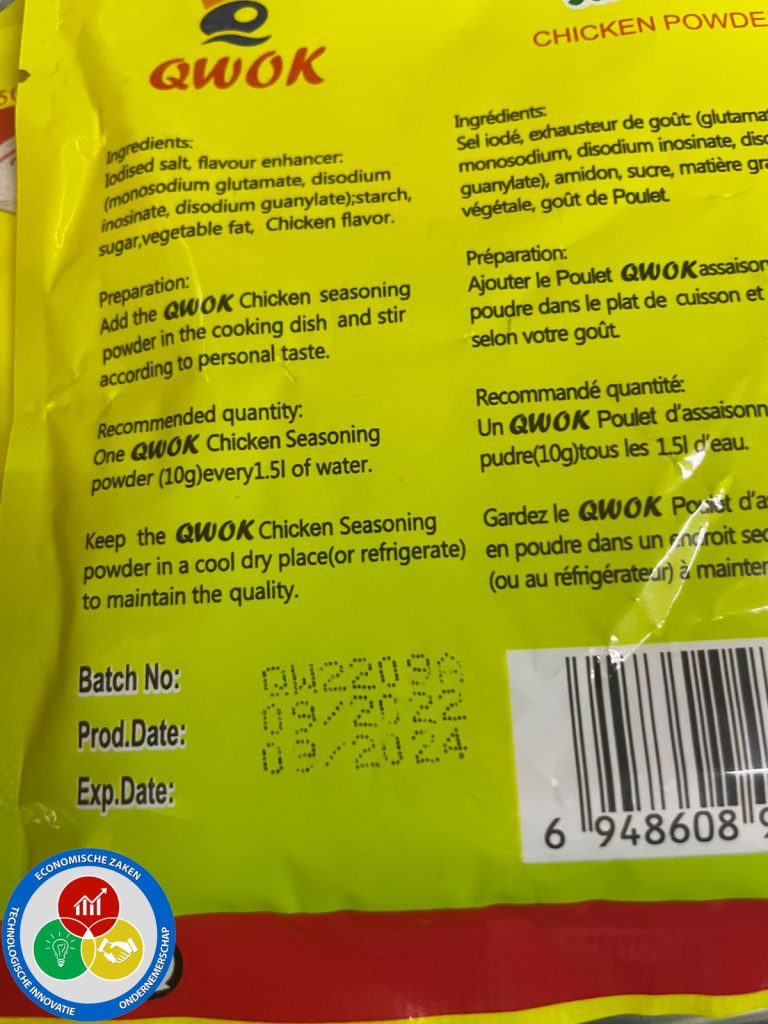 QWOK
CHICKEN POWDE
Ingredients:
Iodised salt, flavour enhancer:
(monosodium glutamate, disodium
inosinate, disodium guanylate);starch,
sugar,vegetable fat, Chicken flavor.
Preparation:
Add the QWOK Chicken seasoning
powder in the cooking dish and stir
according to personal taste.
Recommended quantity:
One QWOK Chicken Seasoning
powder (10g)every1.5l of water.
Keep the QWOK Chicken Seasoning
powder in a cool dry place(or refrigerate)
to maintain the quality.
Ingrédients:
Sel iodé, exhausteur de goût: (glutama
monosodium, disodium inosinate, diso
guanylate), amidon, sucre, matière gra
végétale, goût de Poulet.
Préparation:
Ajouter le Poulet QWOK assaison
poudre dans le plat de cuisson et
selon votre goût.
Recommandé quantité:
Un QWOK Poulet d'assaisonn
pudre(10g)tous les 1.5l d'eau.
Gardez le QWOK Poulet d'a
en poudre dans un endroit sec
(ou au réfrigérateur) à mainter
Batch No: QW2209A
Prod.Date: 09/2022
Exp.Date: 03/2024
6 948608 9
ECONOMISCHE ZAKEN
TECHNOLOGISCHE INNOVATIE
ONDERNEMERSCHAP